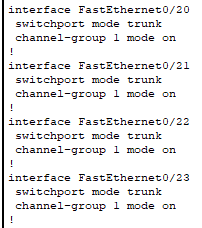 interface FastEthernet0/20
 switchport mode trunk
 channel-group 1 mode on
!
interface FastEthernet0/21
 switchport mode trunk
 channel-group 1 mode on
!
interface FastEthernet0/22
 switchport mode trunk
 channel-group 1 mode on
!
interface FastEthernet0/23
 switchport mode trunk
 channel-group 1 mode on
!